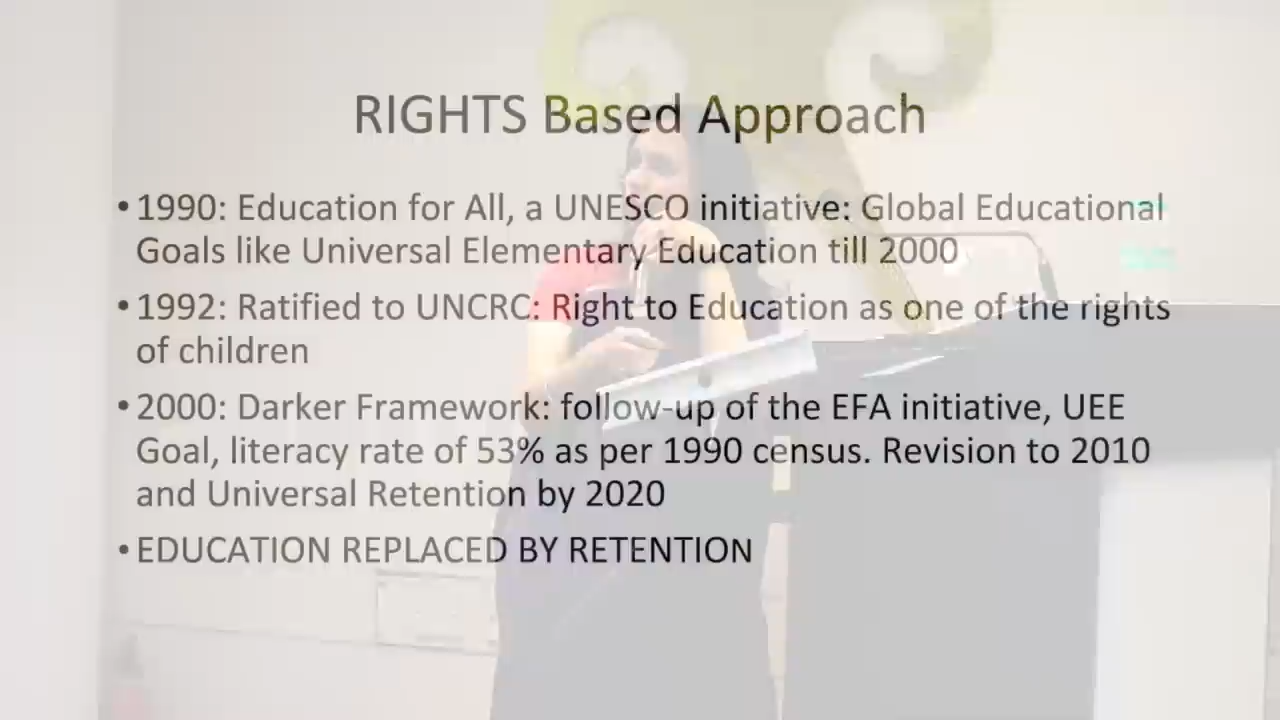 RIGHTS Based Approach
• 1990: Education for All, a UNESCO initiative: Global Educational
Goals like Universal Elementary Education till 2000
• 1992: Ratified to UNCRC: Right to Education as one of the rights
of children
• 2000: Darker Framework: follow-up of the EFA initiative, UEE
Goal, literacy rate of 53% as per 1990 census. Revision to 2010
and Universal Retention by 2020
• EDUCATION REPLACED BY RETENTION